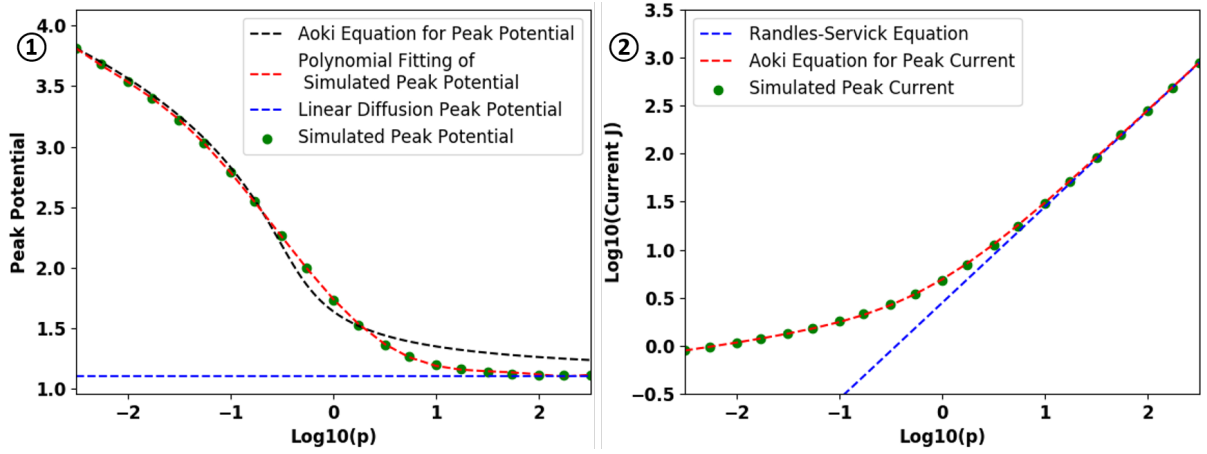 ①
Aoki Equation for Peak Potential
Polynomial Fitting of
Simulated Peak Potential
Linear Diffusion Peak Potential
Simulated Peak Potential
4.0
3.5
3.0
2.5
2.0
1.5
1.0
Peak Potential
−2
−1
0
1
2
Log10(p)
②
Randles-Servick Equation
Aoki Equation for Peak Current
Simulated Peak Current
3.5
3.0
2.5
2.0
1.5
1.0
0.5
0.0
−0.5
Log10(Current J)
−2
−1
0
1
2
Log10(p)